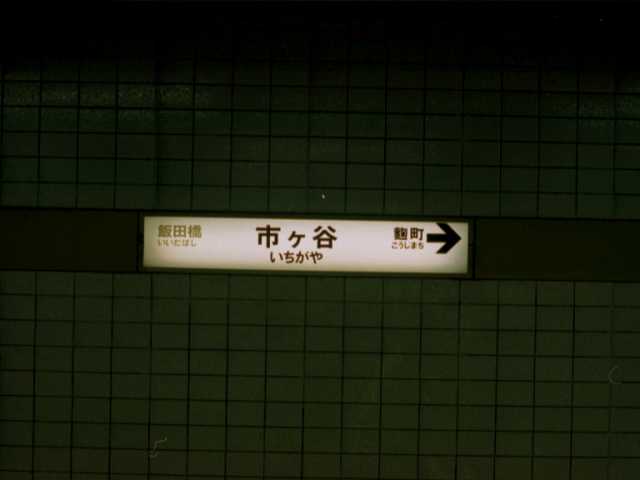 飯田橋
いいだばし
市ヶ谷
いちがや
麹町
こうじまち